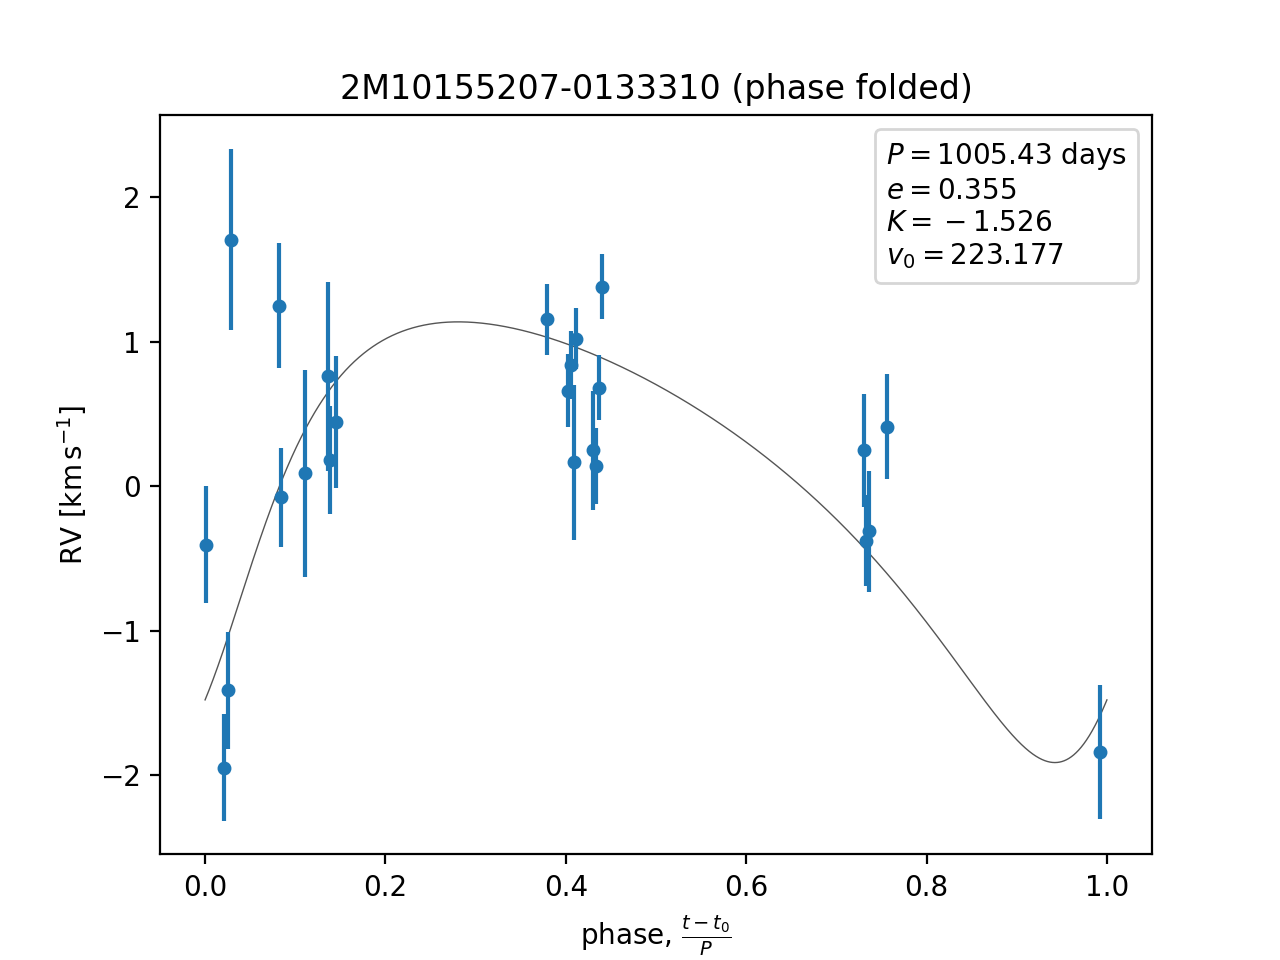 2M10155207-0133310 (phase folded)
P = 1005.43 days
e = 0.355
K = −1.526
v₀ = 223.177
RV [km s⁻¹]
2
1
0
−1
−2
0.0 0.2 0.4 0.6 0.8 1.0
phase, (t − t₀)/P